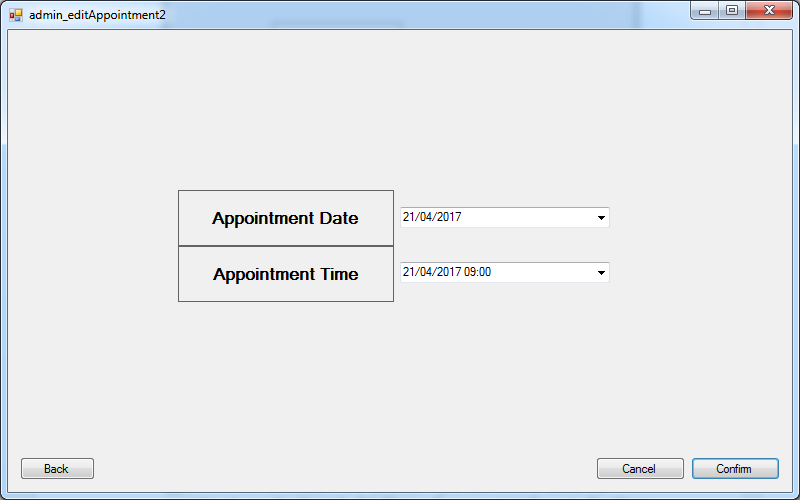 admin_editAppointment2
Appointment Date
21/04/2017
Appointment Time
21/04/2017 09:00
Back
Cancel
Confirm